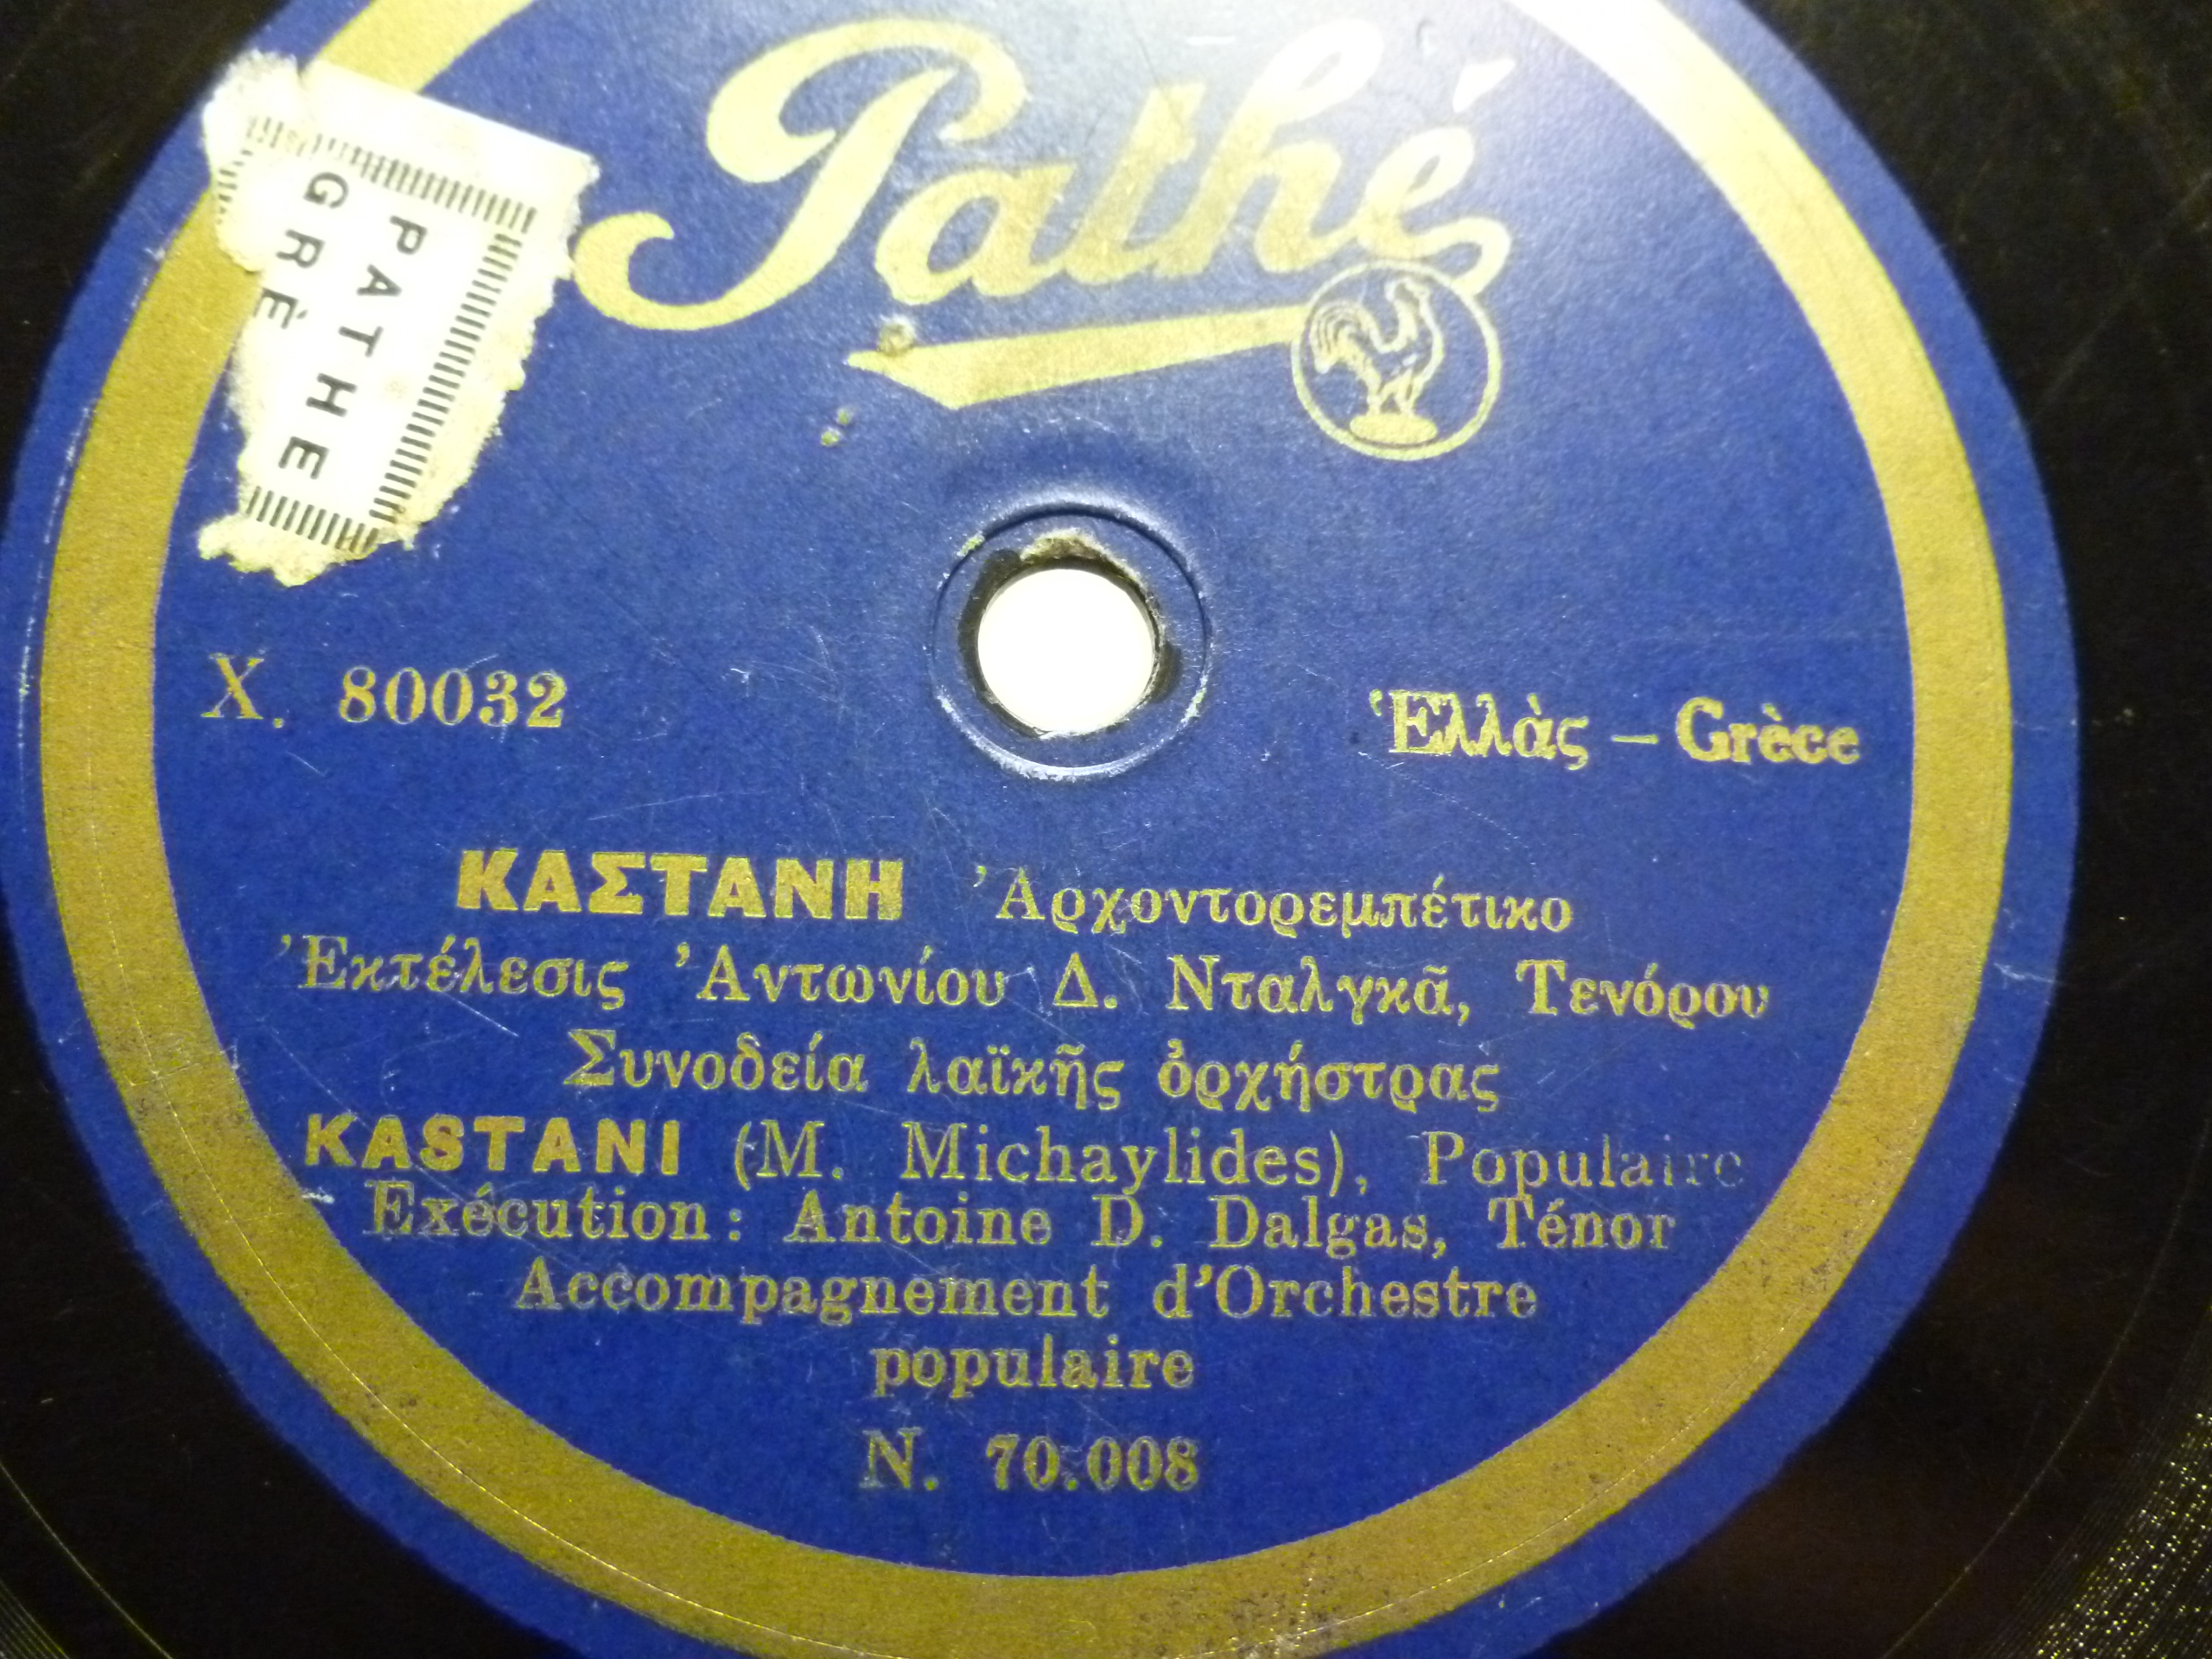 Pathé
PATHE
GRÈ
X. 80032
Ἑλλὰς – Grèce
ΚΑΣΤΑΝΗ Ἀρχοντορεμπέτικο
Ἐκτέλεσις Ἀντωνίου Δ. Νταλγκᾶ, Τενόρου
Συνοδεία λαϊκῆς ὀρχήστρας
KASTANI (M. Michaylides), Populaire
Exécution: Antoine D. Dalgas, Ténor
Accompagnement d'Orchestre
populaire
N. 70.008